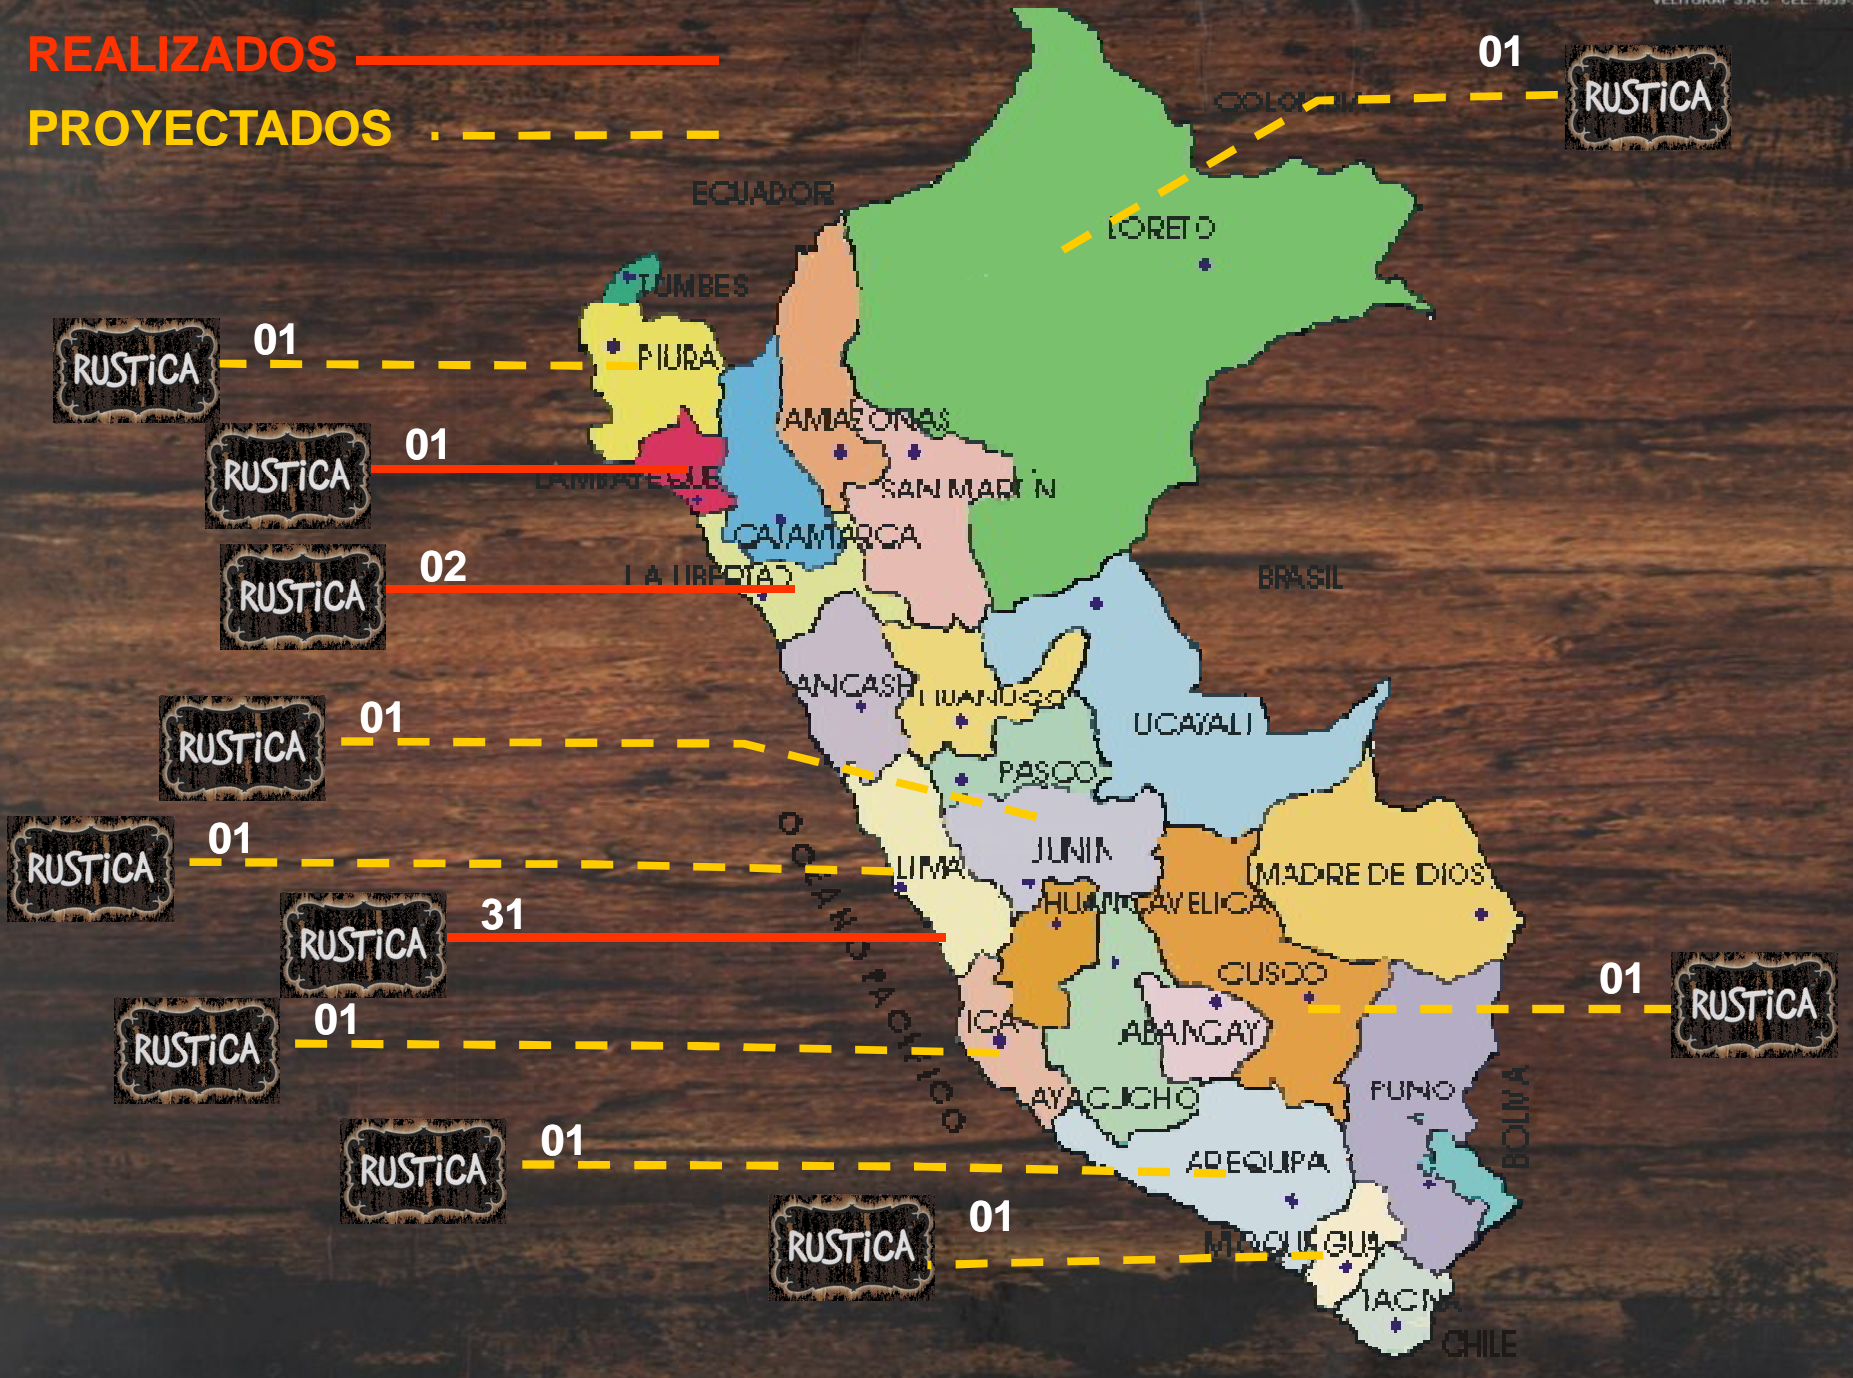 REALIZADOS
PROYECTADOS
01
RUSTiCA
COLOMBIA
ECUADOR
LORETO
TUMBES
01
RUSTiCA
PIURA
01
RUSTiCA
AMAZONAS
LAMBAYEQUE
SAN MARTIN
CAJAMARCA
02
RUSTiCA
LA LIBERTAD
BRASIL
ANCASH
HUANUCO
01
RUSTiCA
UCAYALI
PASCO
01
RUSTiCA
JUNIN
LIMA
MADRE DE DIOS
31
RUSTiCA
HUANCAVELICA
OCEANO PACIFICO
CUSCO
01
RUSTiCA
01
RUSTiCA
ICA
ABANCAY
AYACUCHO
PUNO
BOLIVIA
01
RUSTiCA
AREQUIPA
01
RUSTiCA
MOQUEGUA
TACNA
CHILE